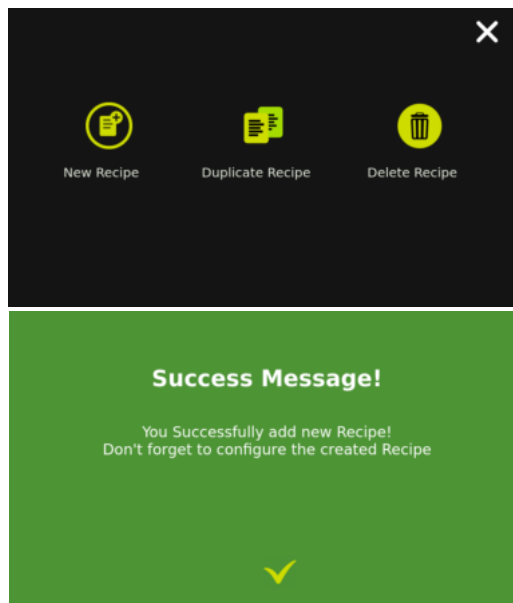 New Recipe
Duplicate Recipe
Delete Recipe
Success Message!
You Successfully add new Recipe!
Don't forget to configure the created Recipe